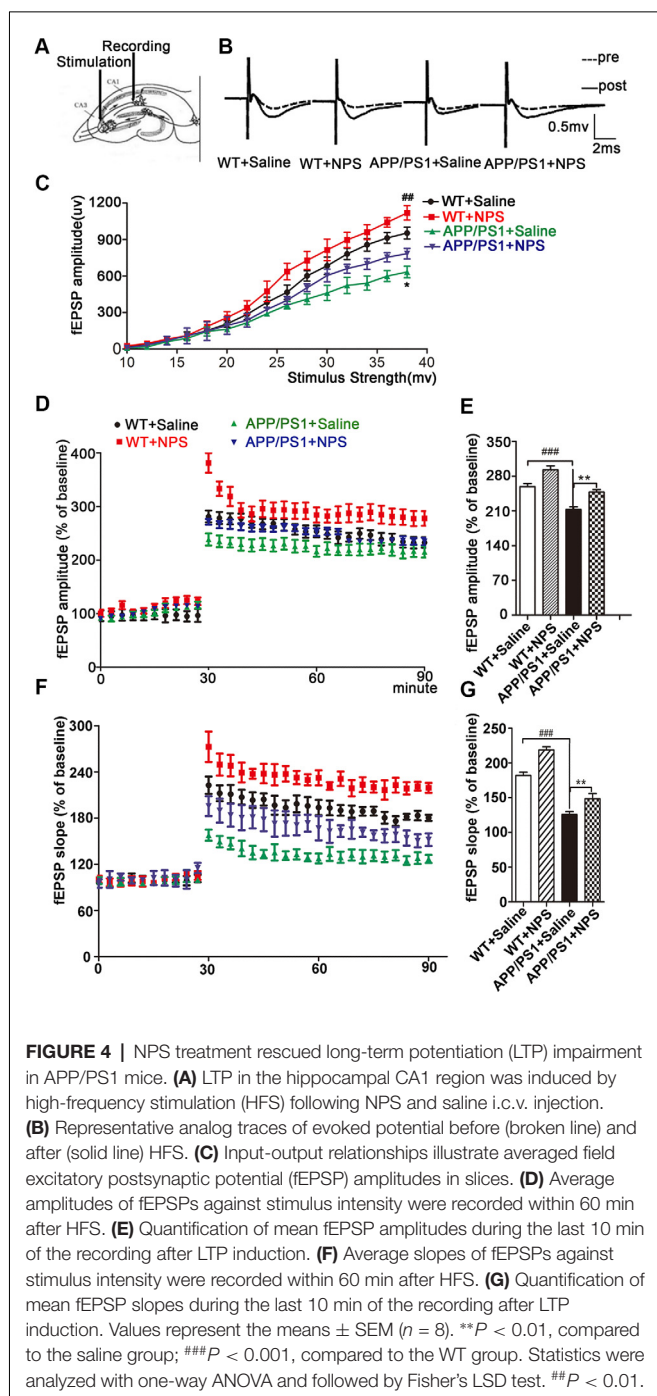 A
Recording
Stimulation
CA1
CA3
B
pre
post
0.5mv
2ms
WT+Saline
WT+NPS
APP/PS1+Saline
APP/PS1+NPS
C
fEPSP amplitude(uv)
1200
900
600
300
0
10 15 20 25 30 35 40
Stimulus Strength(mv)
##
*
WT+Saline
WT+NPS
APP/PS1+Saline
APP/PS1+NPS
D
WT+Saline
WT+NPS
APP/PS1+Saline
APP/PS1+NPS
fEPSP amplitude (% of baseline)
400
300
200
100
0
0 30 60 90
minute
E
fEPSP amplitude (% of baseline)
350
280
210
140
70
0
###
**
WT+Saline
WT+NPS
APP/PS1+Saline
APP/PS1+NPS
F
fEPSP slope (% of baseline)
300
240
180
120
60
0
0 30 60 90
G
fEPSP slope (% of baseline)
250
200
150
100
50
0
###
**
WT+Saline
WT+NPS
APP/PS1+Saline
APP/PS1+NPS
FIGURE 4 | NPS treatment rescued long-term potentiation (LTP) impairment
in APP/PS1 mice. (A) LTP in the hippocampal CA1 region was induced by
high-frequency stimulation (HFS) following NPS and saline i.c.v. injection.
(B) Representative analog traces of evoked potential before (broken line) and
after (solid line) HFS. (C) Input-output relationships illustrate averaged field
excitatory postsynaptic potential (fEPSP) amplitudes in slices. (D) Average
amplitudes of fEPSPs against stimulus intensity were recorded within 60 min
after HFS. (E) Quantification of mean fEPSP amplitudes during the last 10 min
of the recording after LTP induction. (F) Average slopes of fEPSPs against
stimulus intensity were recorded within 60 min after HFS. (G) Quantification of
mean fEPSP slopes during the last 10 min of the recording after LTP
induction. Values represent the means ± SEM (n = 8). **P < 0.01, compared
to the saline group; ###P < 0.001, compared to the WT group. Statistics were
analyzed with one-way ANOVA and followed by Fisher's LSD test. ##P < 0.01.